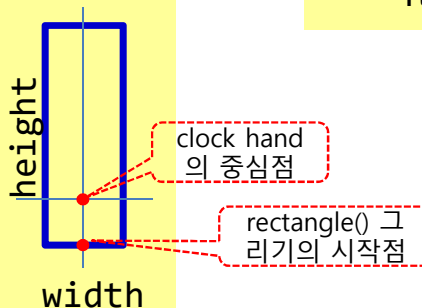 height
clock hand
의 중심점
rectangle() 그
리기의 시작점
width